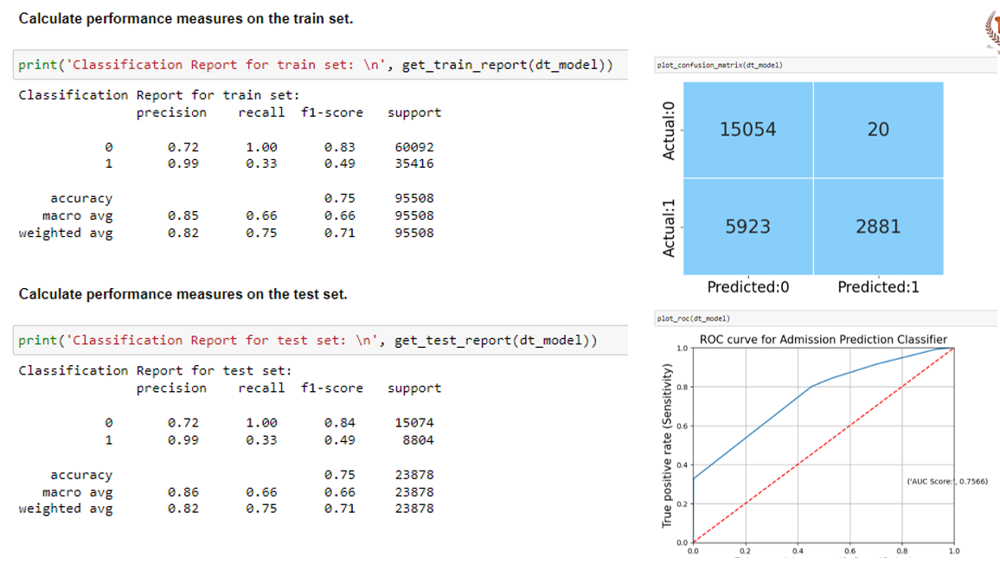 Calculate performance measures on the train set.
print('Classification Report for train set: \n', get_train_report(dt_model))
Classification Report for train set:
precision recall f1-score support
0 0.72 1.00 0.83 60092
1 0.99 0.33 0.49 35416
accuracy 0.75 95508
macro avg 0.85 0.66 0.66 95508
weighted avg 0.82 0.75 0.71 95508
Calculate performance measures on the test set.
print('Classification Report for test set: \n', get_test_report(dt_model))
Classification Report for test set:
precision recall f1-score support
0 0.72 1.00 0.84 15074
1 0.99 0.33 0.49 8804
accuracy 0.75 23878
macro avg 0.86 0.66 0.66 23878
weighted avg 0.82 0.75 0.71 23878
plot_confusion_matrix(dt_model)
Actual:0
15054 20
Actual:1
5923 2881
Predicted:0 Predicted:1
plot_roc(dt_model)
ROC curve for Admission Prediction Classifier
True positive rate (Sensitivity)
1.0
0.8
0.6
0.4
('AUC Score:', 0.7566)
0.2
0.0
0.0 0.2 0.4 0.6 0.8 1.0